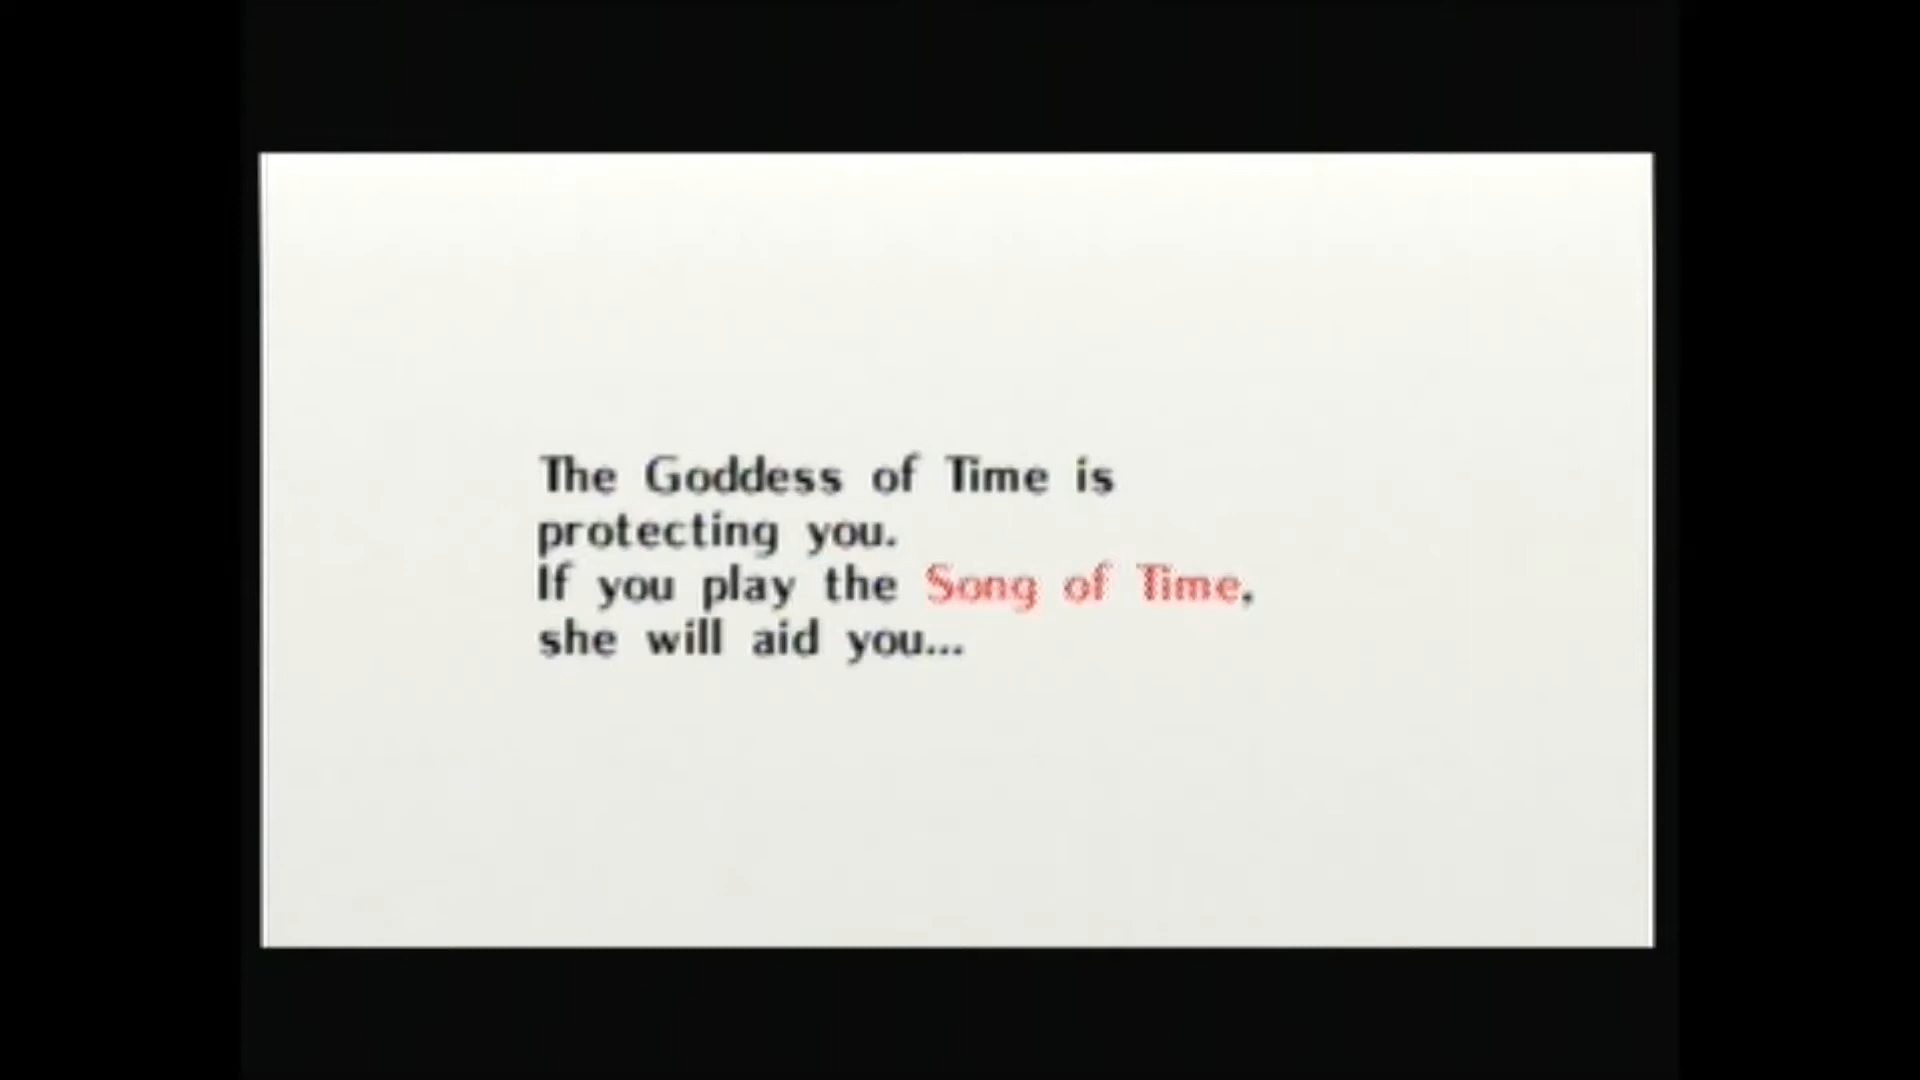 The Goddess of Time is
protecting you.
If you play the Song of Time,
she will aid you...